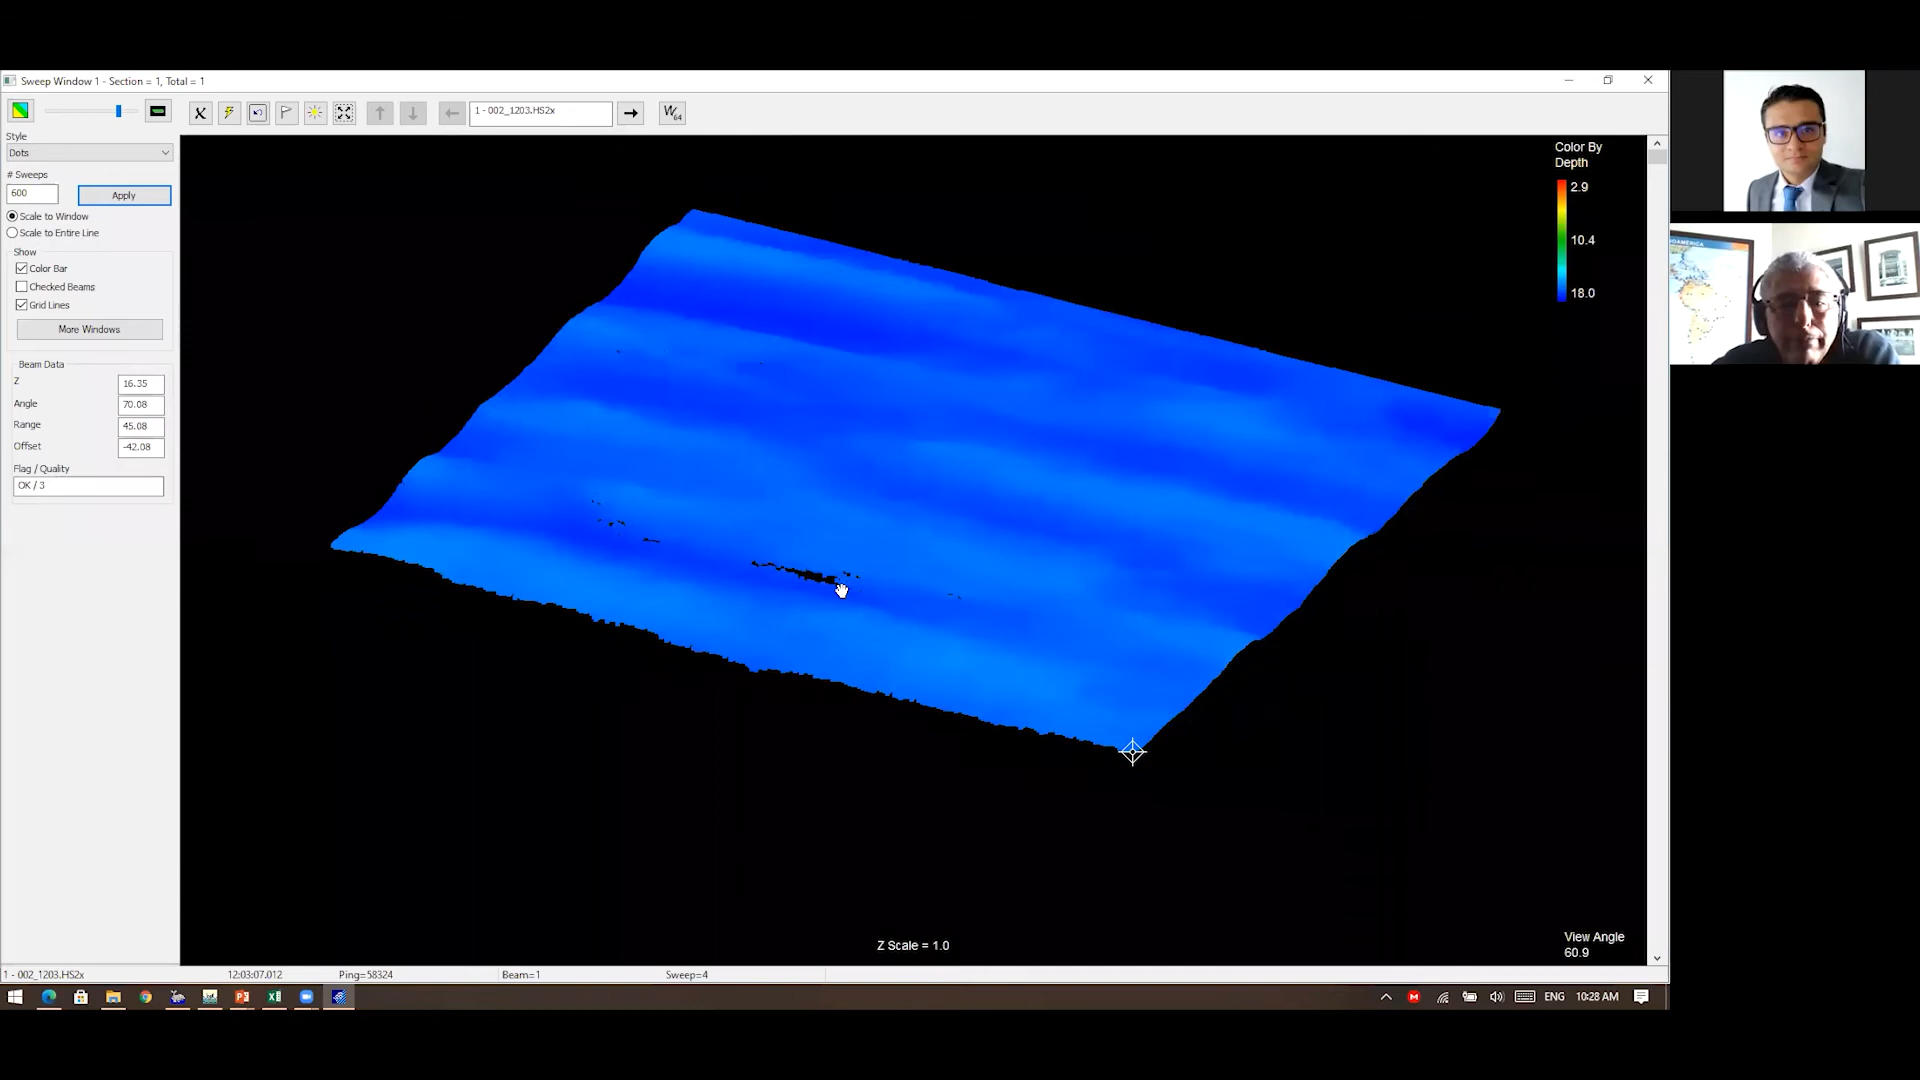 Sweep Window 1 - Section = 1, Total = 1
1 - 002_1203.HS2x
W64
Style
Dots
# Sweeps
600
Apply
Scale to Window
Scale to Entire Line
Show
Color Bar
Checked Beams
Grid Lines
More Windows
Beam Data
Z 16.35
Angle 70.08
Range 45.08
Offset -42.08
Flag / Quality
OK / 3
Color By
Depth
2.9
10.4
18.0
Z Scale = 1.0
View Angle
60.9
1 - 002_1203.HS2x 12:03:07.012 Ping=58324 Beam=1 Sweep=4
ENG 10:28 AM